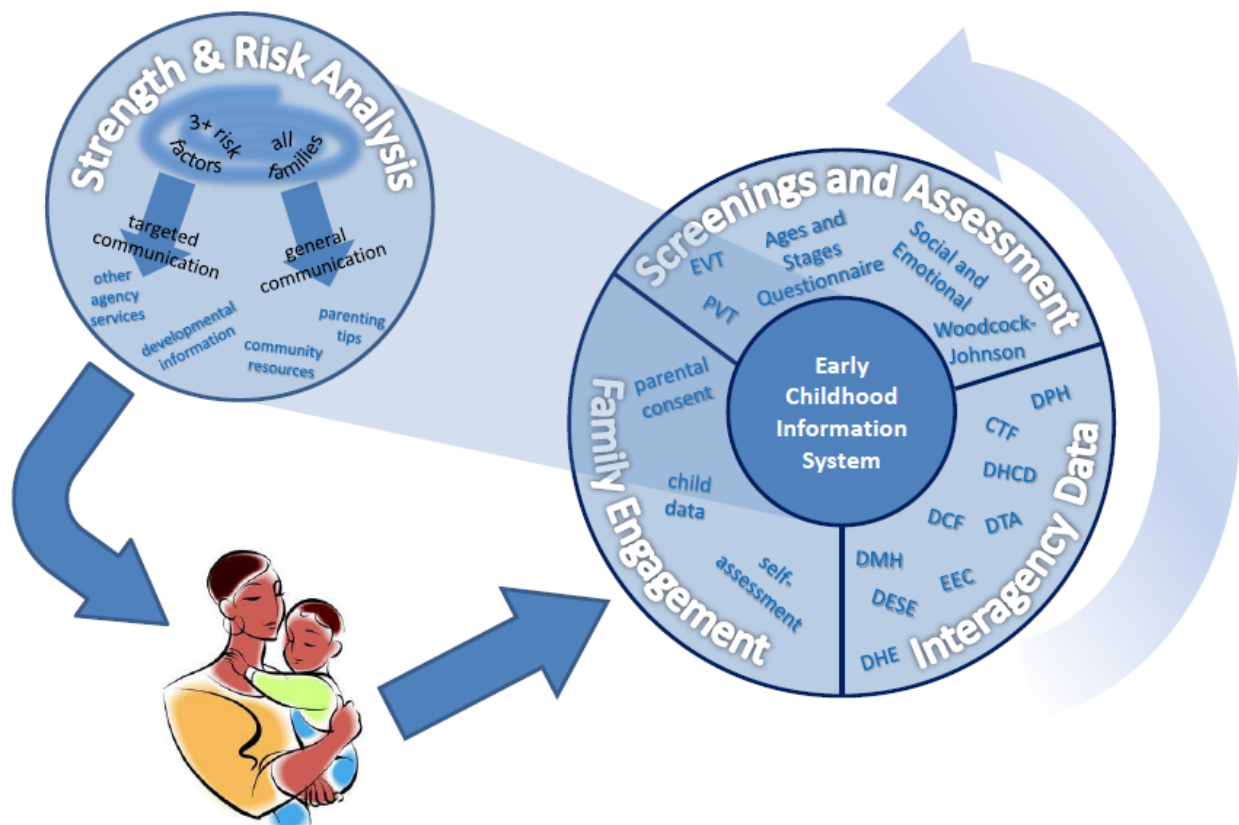 Strength & Risk Analysis
3+ risk
factors
all
families
targeted
communication
general
communication
other
agency
services
developmental
information
community
resources
parenting
tips
Screenings and Assessment
EVT
PVT
Ages and
Stages
Questionnaire
Social and
Emotional
Woodcock-
Johnson
Early
Childhood
Information
System
Family Engagement
parental
consent
child
data
self-
assessment
Interagency Data
DPH
CTF
DHCD
DCF
DTA
DMH
EEC
DESE
DHE